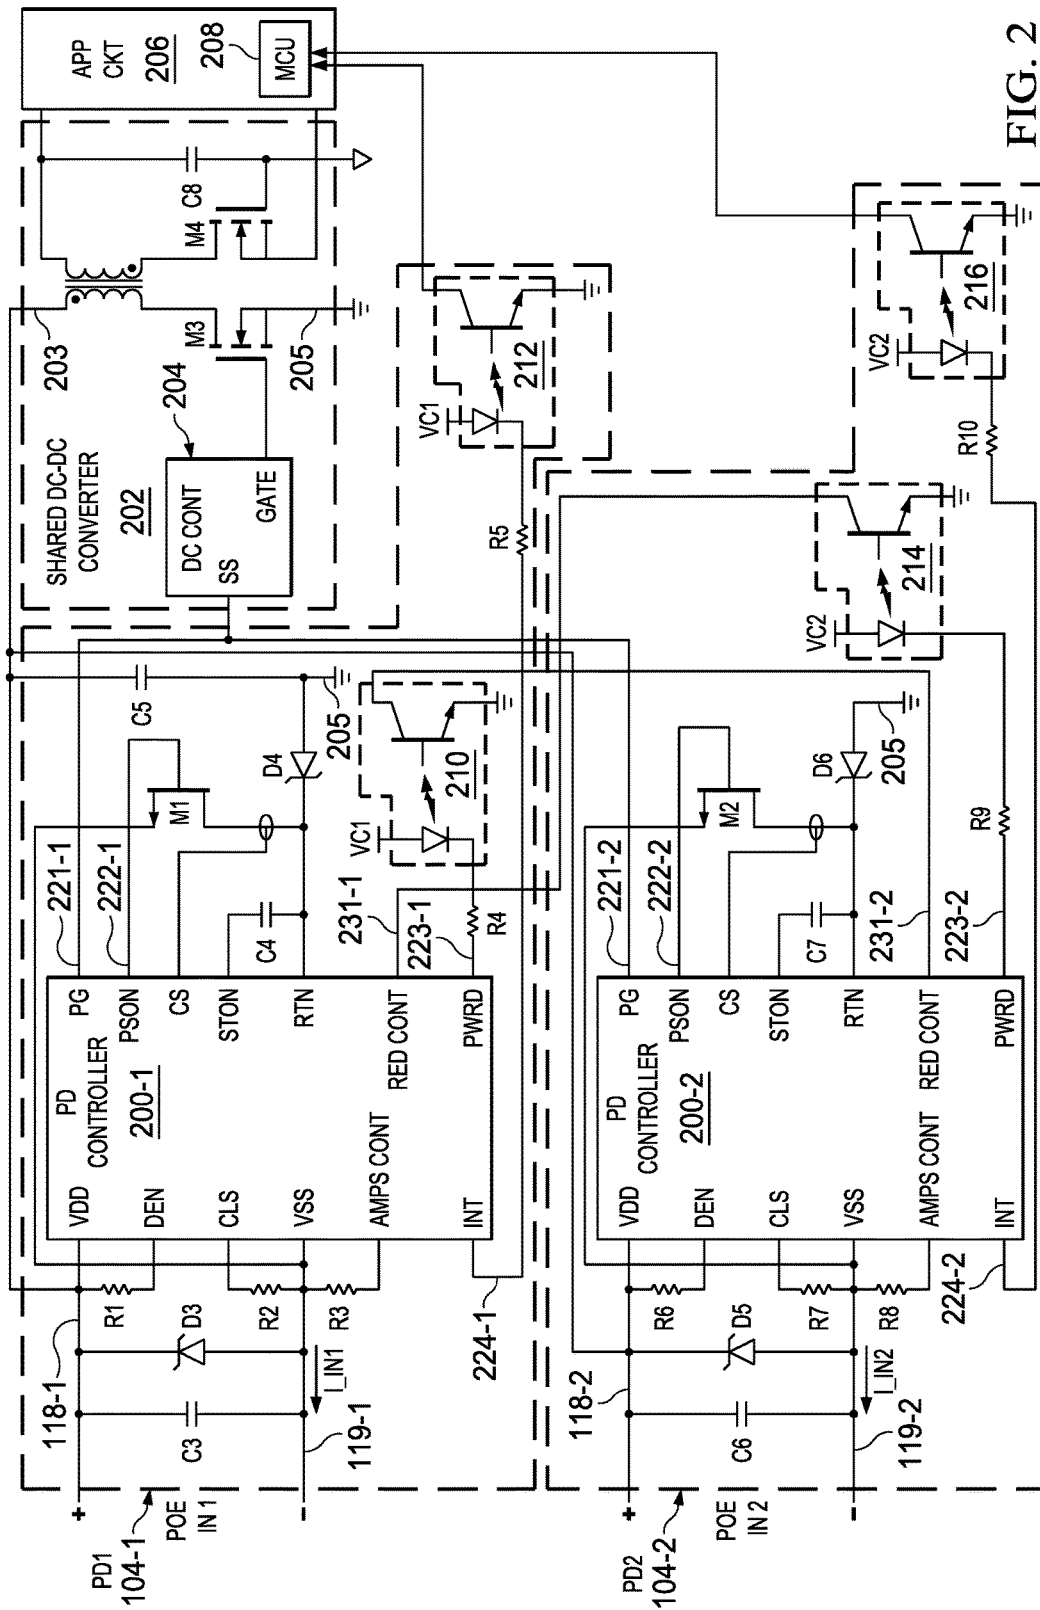 FIG. 2
APP
CKT
206
208
MCU
SHARED DC-DC
CONVERTER
202
204
DC CONT
SS
GATE
203
205
M3
M4
C8
PD1
104-1
POE
IN 1
+
-
118-1
119-1
C3
D3
I_IN1
R1
R2
R3
224-1
PD
CONTROLLER
200-1
VDD
DEN
CLS
VSS
AMPS CONT
INT
PG
PSON
CS
STON
RTN
RED CONT
PWRD
221-1
222-1
231-1
223-1
C4
M1
D4
C5
205
R4
VC1
210
R5
VC1
212
PD2
104-2
POE
IN 2
+
-
118-2
119-2
C6
D5
I_IN2
R6
R7
R8
224-2
PD
CONTROLLER
200-2
VDD
DEN
CLS
VSS
AMPS CONT
INT
PG
PSON
CS
STON
RTN
RED CONT
PWRD
221-2
222-2
231-2
223-2
C7
M2
D6
205
R9
VC2
214
R10
VC2
216